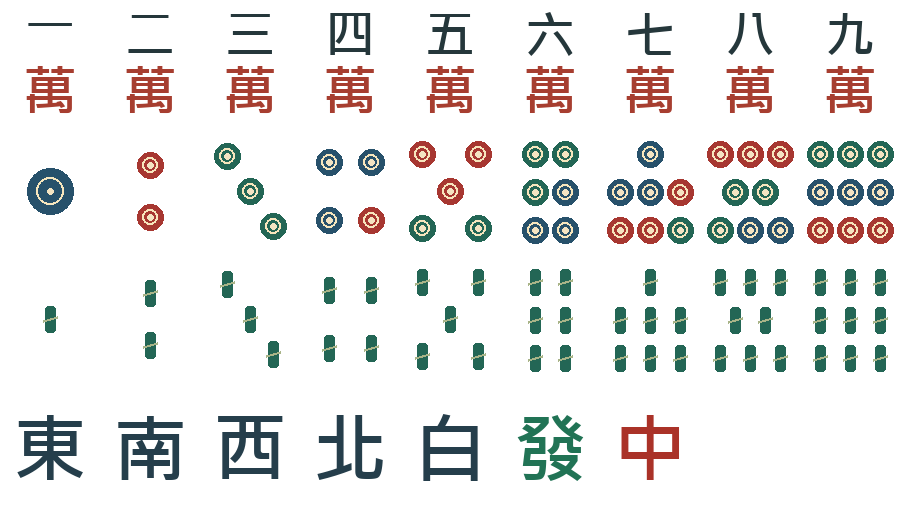 一 二 三 四 五 六 七 八 九
萬 萬 萬 萬 萬 萬 萬 萬 萬
東 南 西 北 白 發 中